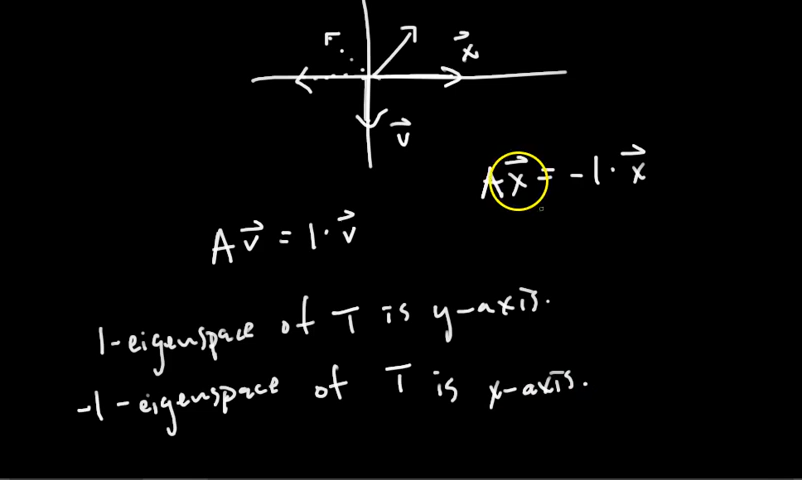 x⃗
v⃗
Ax⃗ = -1·x⃗
Av⃗ = 1·v⃗
1-eigenspace of T is y-axis.
-1-eigenspace of T is x-axis.